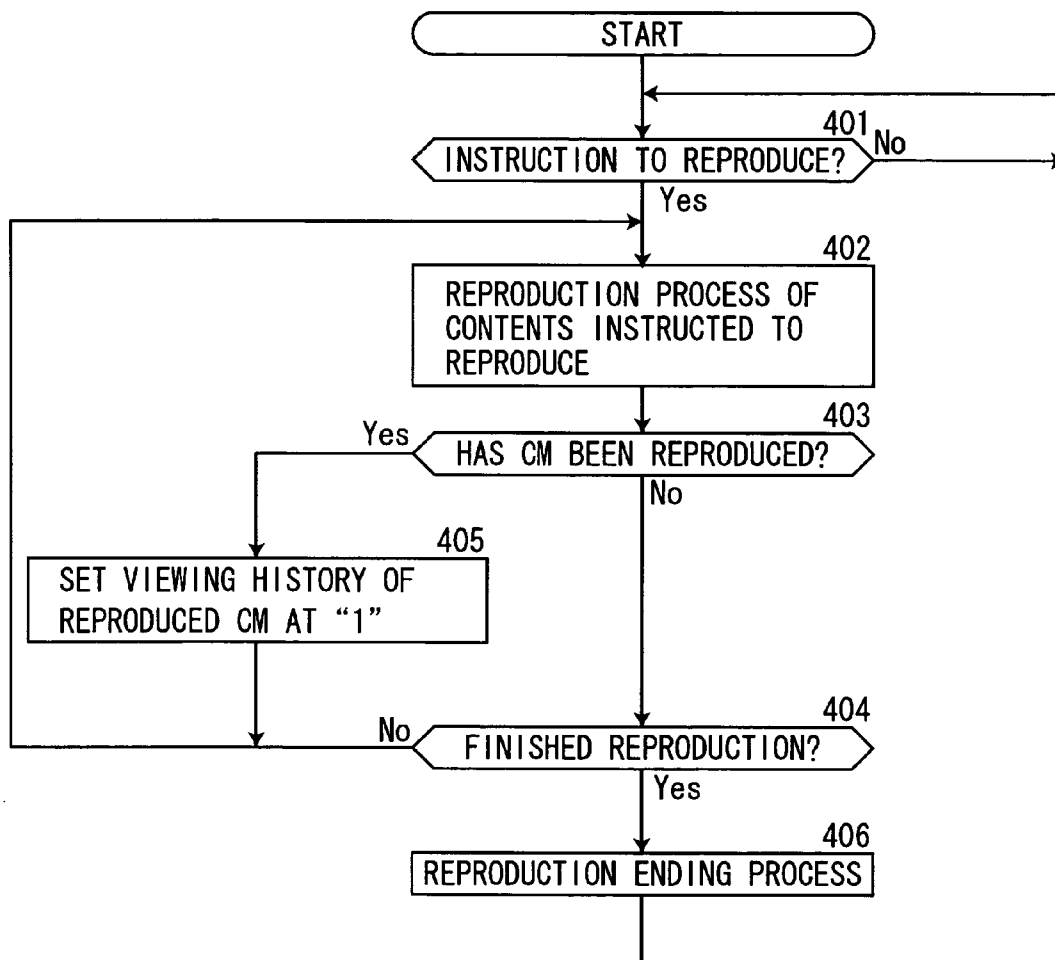 START
401
No
INSTRUCTION TO REPRODUCE?
Yes
402
REPRODUCTION PROCESS OF
CONTENTS INSTRUCTED TO
REPRODUCE
403
Yes
HAS CM BEEN REPRODUCED?
No
405
SET VIEWING HISTORY OF
REPRODUCED CM AT “1”
404
No
FINISHED REPRODUCTION?
Yes
406
REPRODUCTION ENDING PROCESS